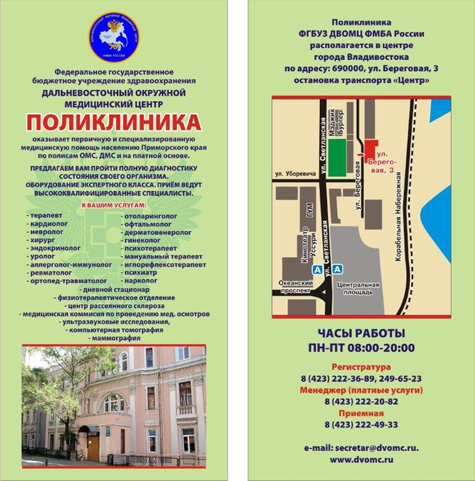 ФМБА РОССИИ
Федеральное государственное
бюджетное учреждение здравоохранения
ДАЛЬНЕВОСТОЧНЫЙ ОКРУЖНОЙ
МЕДИЦИНСКИЙ ЦЕНТР
ПОЛИКЛИНИКА
оказывает первичную и специализированную
медицинскую помощь населению Приморского края
по полисам ОМС, ДМС и на платной основе.
ПРЕДЛАГАЕМ ВАМ ПРОЙТИ ПОЛНУЮ ДИАГНОСТИКУ
СОСТОЯНИЯ СВОЕГО ОРГАНИЗМА.
ОБОРУДОВАНИЕ ЭКСПЕРТНОГО КЛАССА. ПРИЁМ ВЕДУТ
ВЫСОКОКВАЛИФИЦИРОВАННЫЕ СПЕЦИАЛИСТЫ.
К ВАШИМ УСЛУГАМ:
- терапевт
- кардиолог
- невролог
- хирург
- эндокринолог
- уролог
- аллерголог-иммунолог
- ревматолог
- ортопед-травматолог
- отоларинголог
- офтальмолог
- дерматовенеролог
- гинеколог
- психотерапевт
- мануальный терапевт
- иглорефлексотерапевт
- психиатр
- нарколог
- дневной стационар
- физиотерапевтическое отделение
- центр рассеянного склероза
- медицинская комиссия по проведению мед. осмотров
- ультразвуковые исследования,
- компьютерная томография
- маммография
Поликлиника
ФГБУЗ ДВОМЦ ФМБА России
располагается в центре
города Владивостока
по адресу: 690000, ул. Береговая, 3
остановка транспорта «Центр»
ул. Светланская
Мэджик
Бургер
ул.
Берего-
вая, 3
ул. Уборевича
ул. Береговая
Корабельная Набережная
ГУМ
Кинотеатр
Уссури
ул. Светланская
А
А
Океанский
проспект
Центральная
площадь
ЧАСЫ РАБОТЫ
ПН-ПТ 08:00-20:00
Регистратура
8 (423) 222-36-89, 249-65-23
Менеджер (платные услуги)
8 (423) 222-20-82
Приемная
8 (423) 222-49-33
e-mail: secretar@dvomc.ru.
www.dvomc.ru